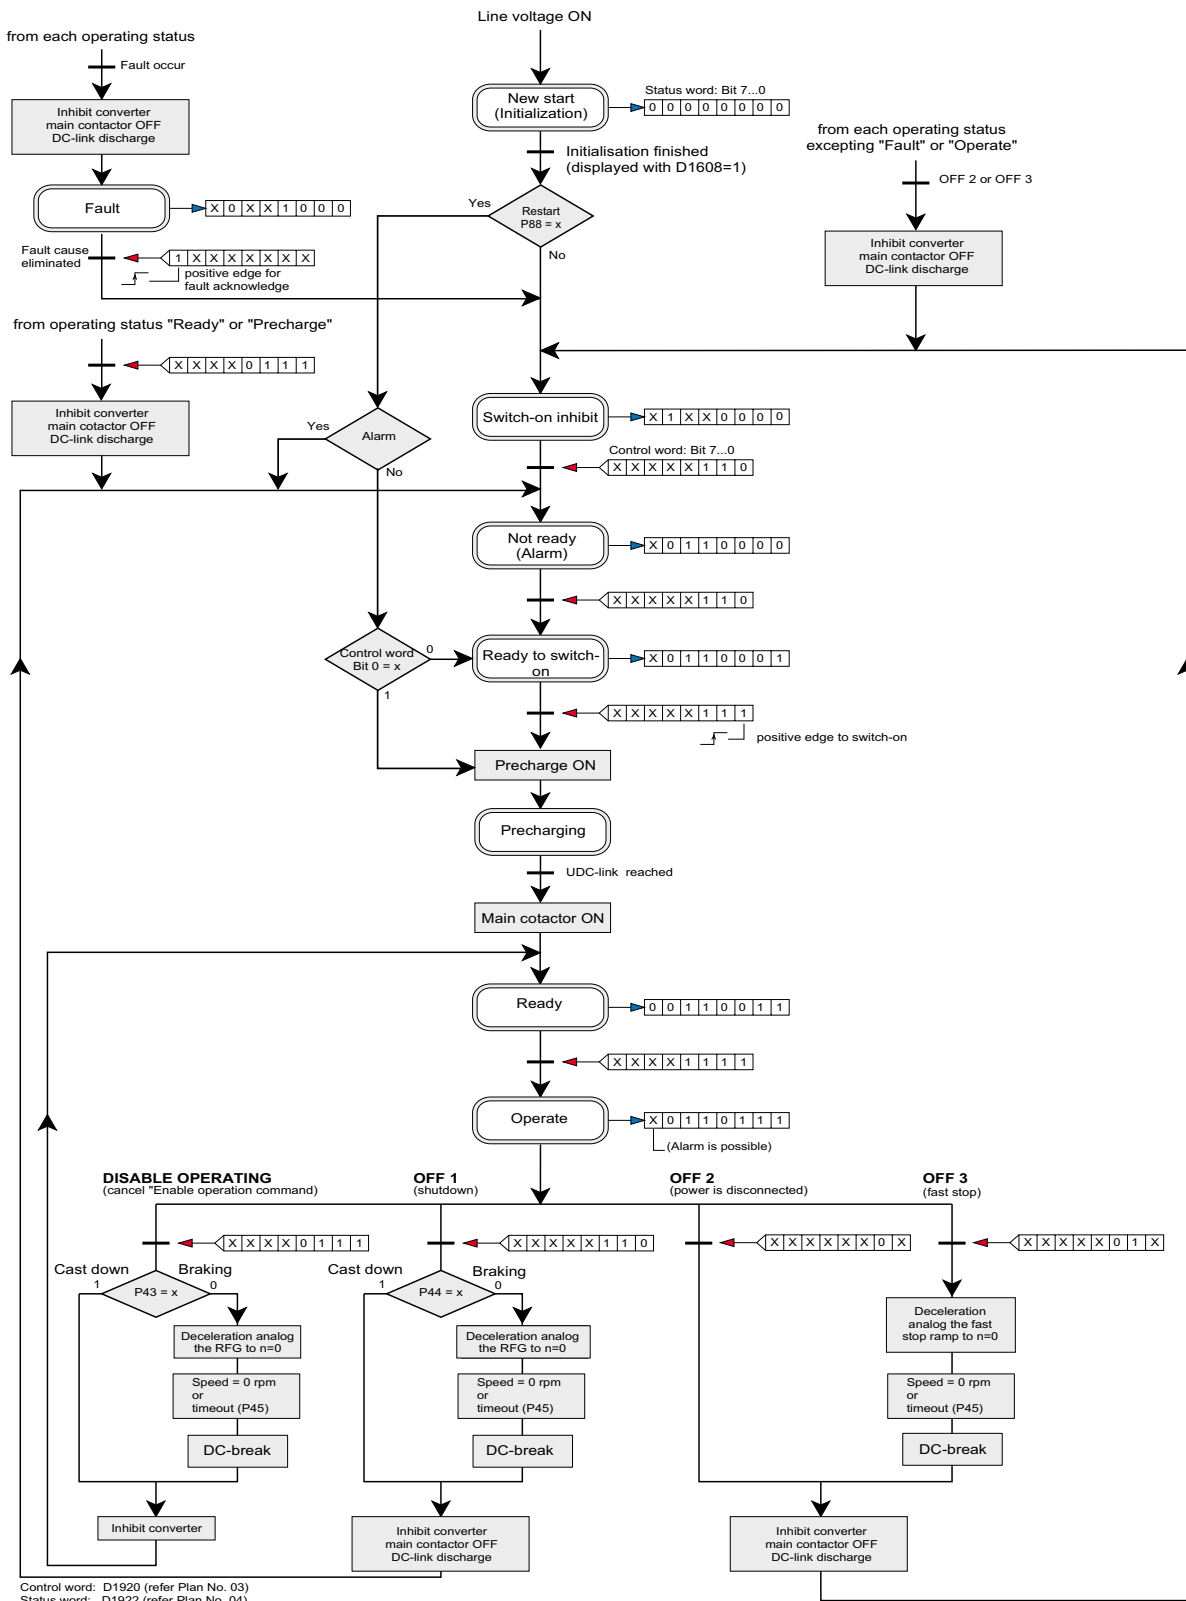 Line voltage ON
from each operating status
Fault occur
Inhibit converter
main contactor OFF
DC-link discharge
New start
(Initialization)
Status word: Bit 7...0
0 0 0 0 0 0 0 0
Initialisation finished
(displayed with D1608=1)
from each operating status
excepting "Fault" or "Operate"
OFF 2 or OFF 3
Inhibit converter
main contactor OFF
DC-link discharge
Fault
X 0 X X 1 0 0 0
Yes
Restart
P88 = x
No
Fault cause
eliminated
1 X X X X X X X
positive edge for
fault acknowledge
from operating status "Ready" or "Precharge"
X X X X 0 1 1 1
Inhibit converter
main cotactor OFF
DC-link discharge
Yes
Alarm
No
Switch-on inhibit
X 1 X X 0 0 0 0
Control word: Bit 7...0
X X X X X 1 1 0
Not ready
(Alarm)
X 0 1 1 0 0 0 0
X X X X X 1 1 0
Control word
Bit 0 = x
0
1
Ready to switch-
on
X 0 1 1 0 0 0 1
X X X X X 1 1 1
positive edge to switch-on
Precharge ON
Precharging
UDC-link reached
Main cotactor ON
Ready
0 0 1 1 0 0 1 1
X X X X 1 1 1 1
Operate
X 0 1 1 0 1 1 1
(Alarm is possible)
DISABLE OPERATING
(cancel "Enable operation command)
OFF 1
(shutdown)
OFF 2
(power is disconnected)
OFF 3
(fast stop)
X X X X 0 1 1 1
X X X X X 1 1 0
X X X X X X 0 X
X X X X X 0 1 X
Cast down
1
P43 = x
Braking
0
Cast down
1
P44 = x
Braking
0
Deceleration analog
the RFG to n=0
Speed = 0 rpm
or
timeout (P45)
DC-break
Inhibit converter
Deceleration analog
the RFG to n=0
Speed = 0 rpm
or
timeout (P45)
DC-break
Inhibit converter
main contactor OFF
DC-link discharge
Deceleration
analog the fast
stop ramp to n=0
Speed = 0 rpm
or
timeout (P45)
DC-break
Inhibit converter
main contactor OFF
DC-link discharge
Control word: D1920 (refer Plan No. 03)
Status word: D1922 (refer Plan No. 04)